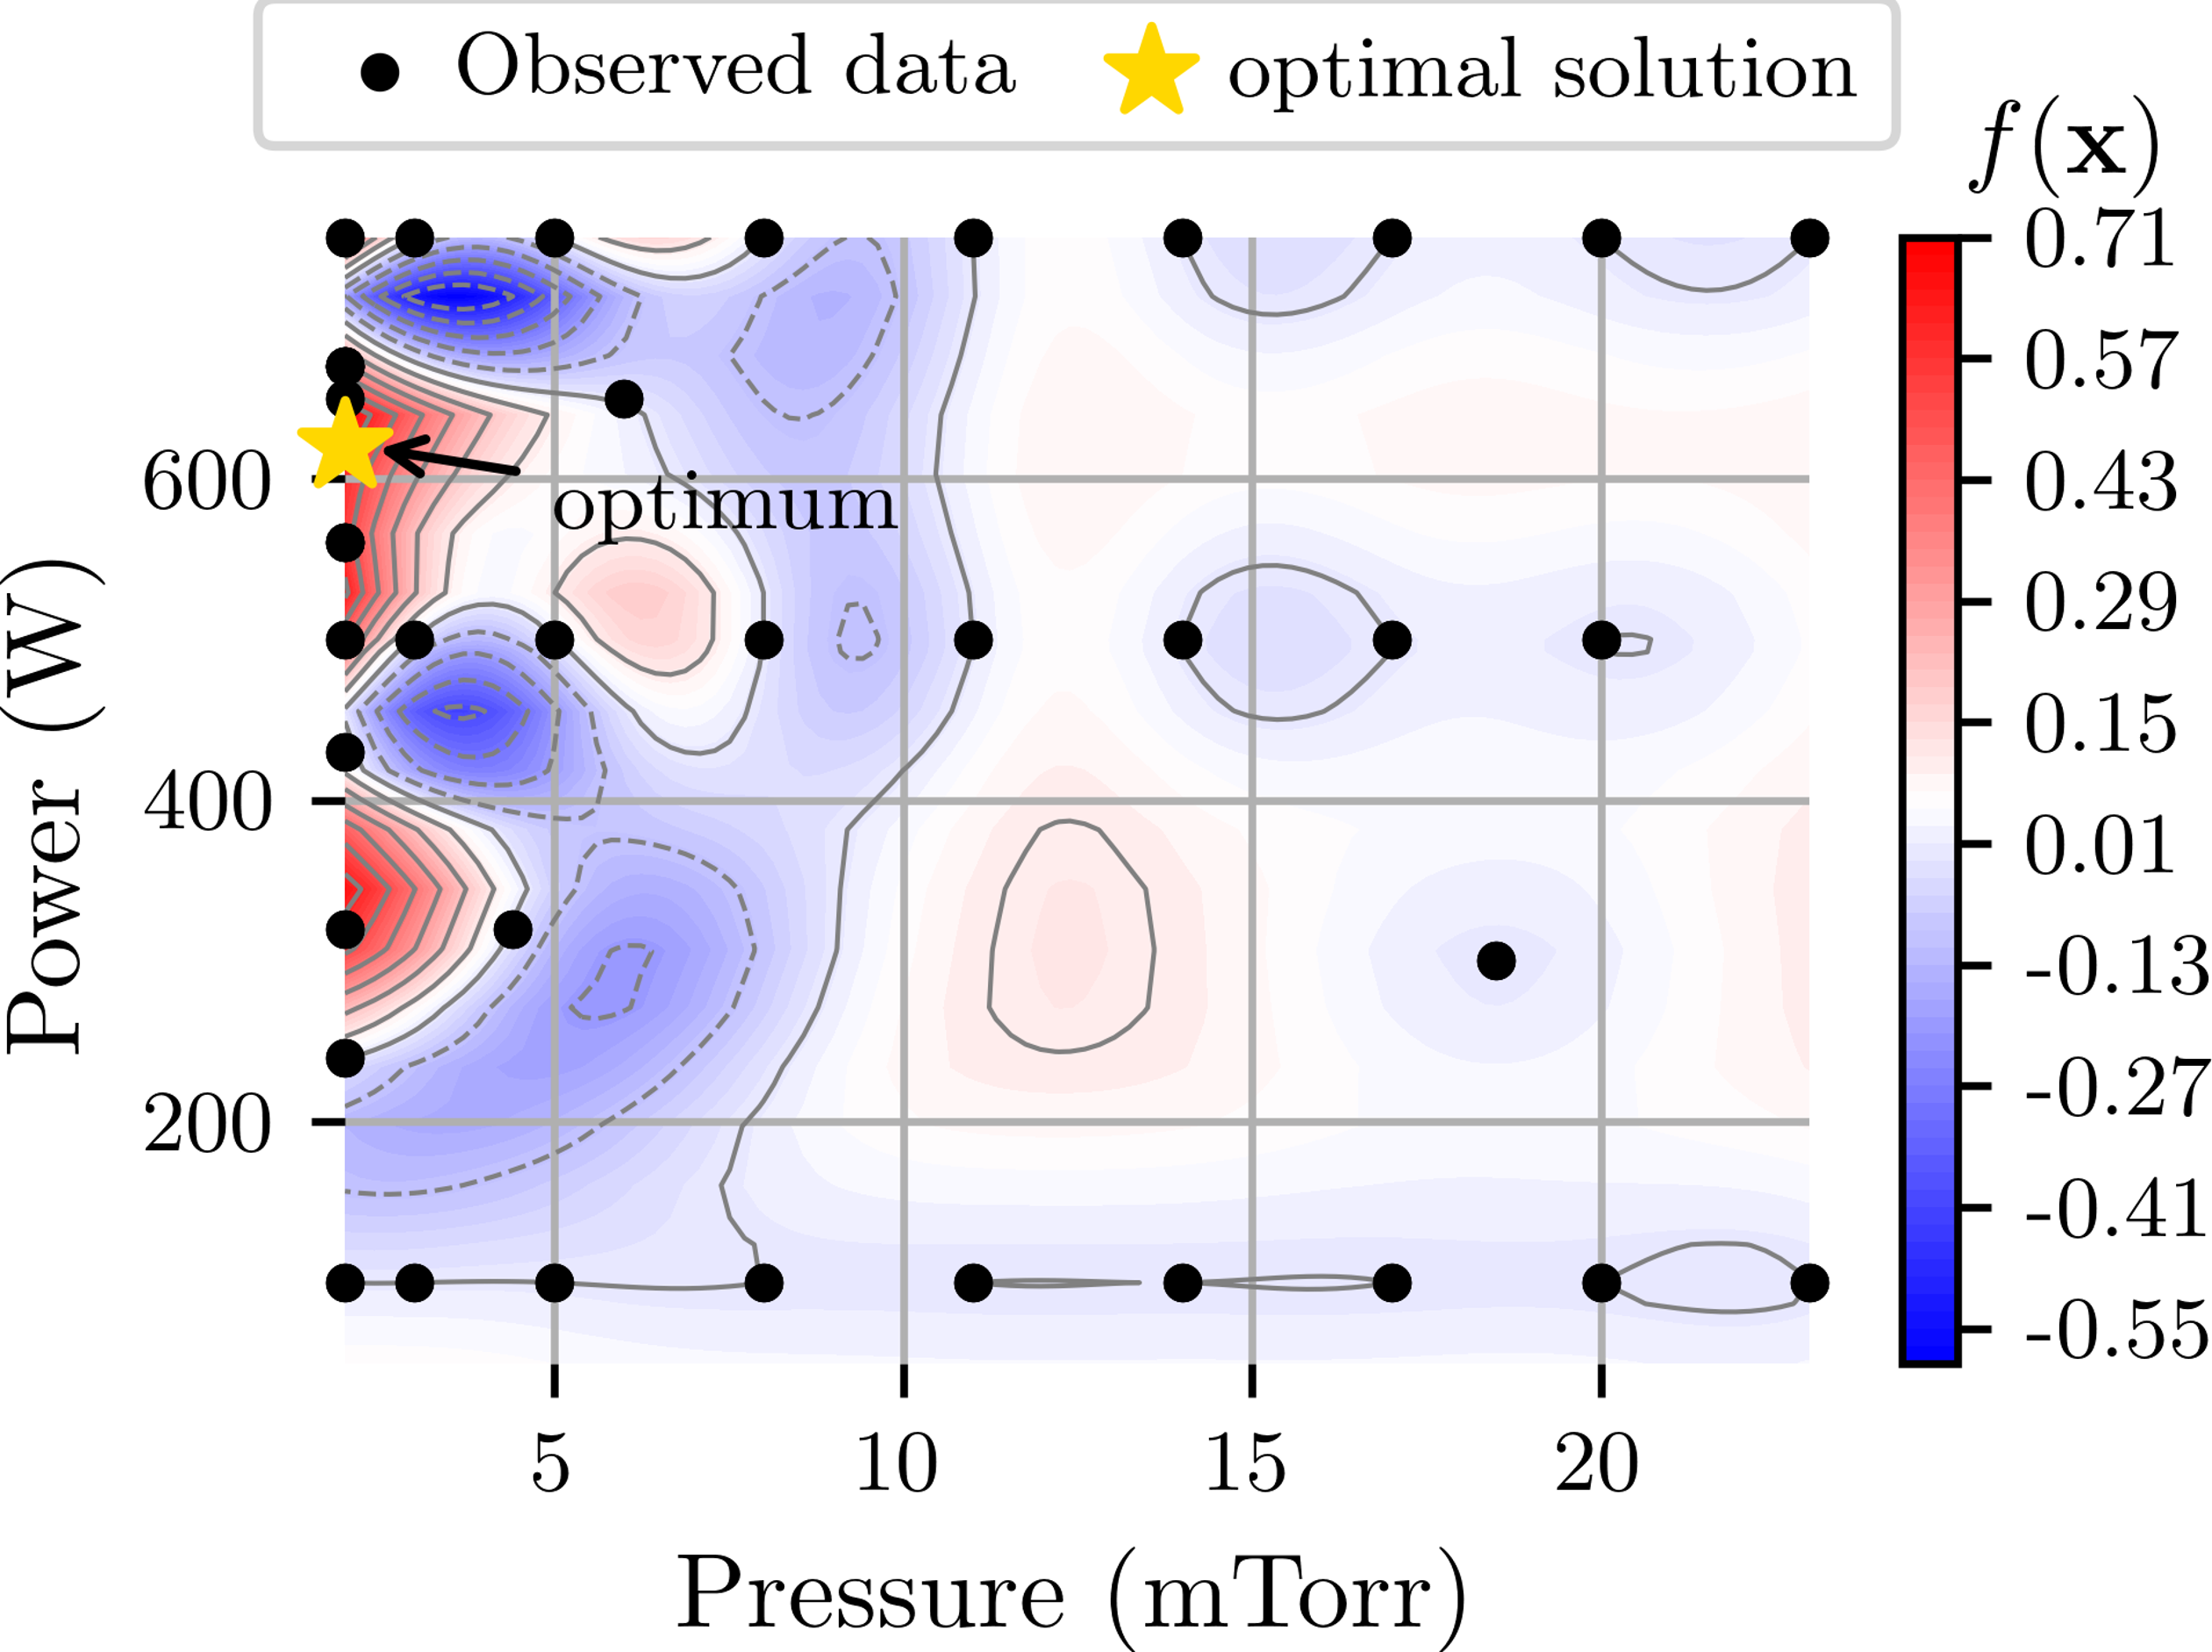 Observed data optimal solution
f(x)
0.71
0.57
0.43
0.29
0.15
0.01
-0.13
-0.27
-0.41
-0.55
Power (W)
600
400
200
optimum
5 10 15 20
Pressure (mTorr)